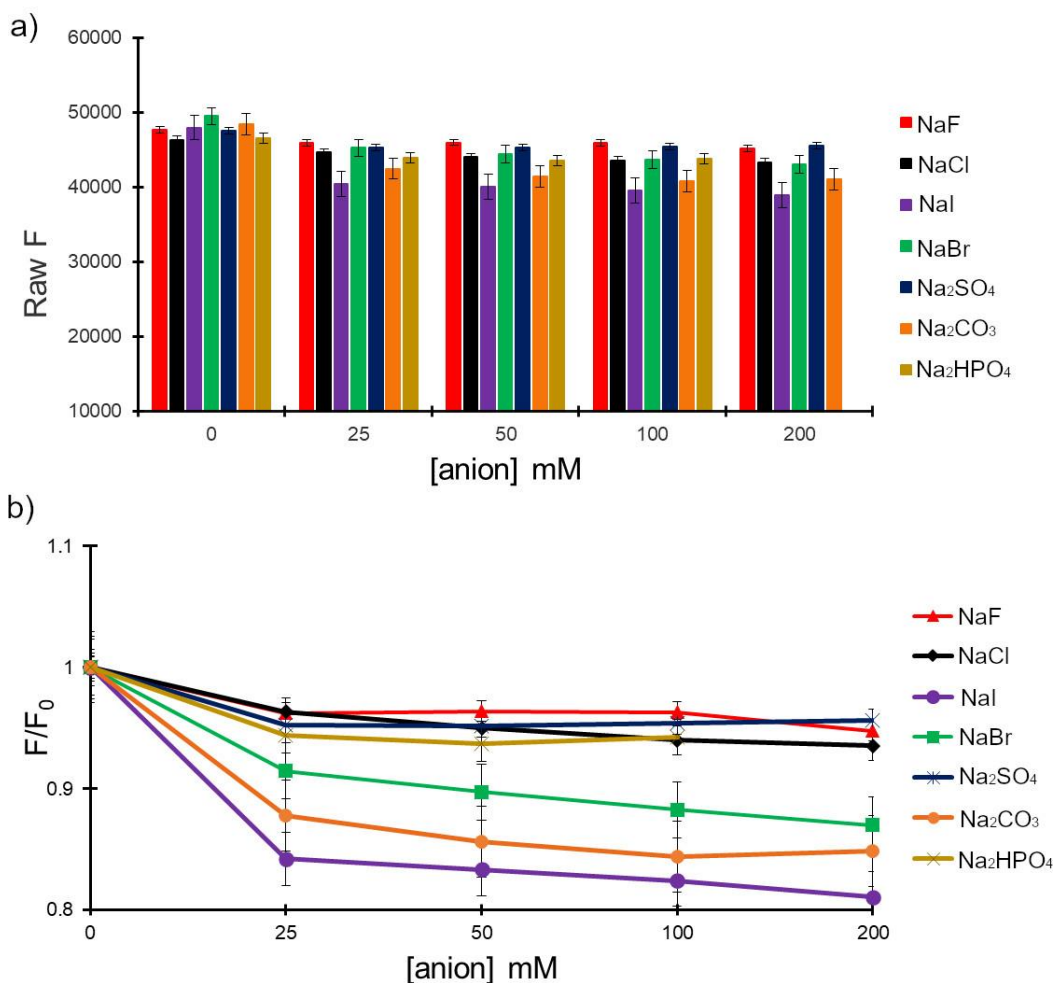 a)
60000
50000
40000
30000
20000
10000
Raw F
0 25 50 100 200
[anion] mM
NaF
NaCl
NaI
NaBr
Na₂SO₄
Na₂CO₃
Na₂HPO₄
b)
1.1
1
0.9
0.8
F/F₀
0 25 50 100 200
[anion] mM
NaF
NaCl
NaI
NaBr
Na₂SO₄
Na₂CO₃
Na₂HPO₄